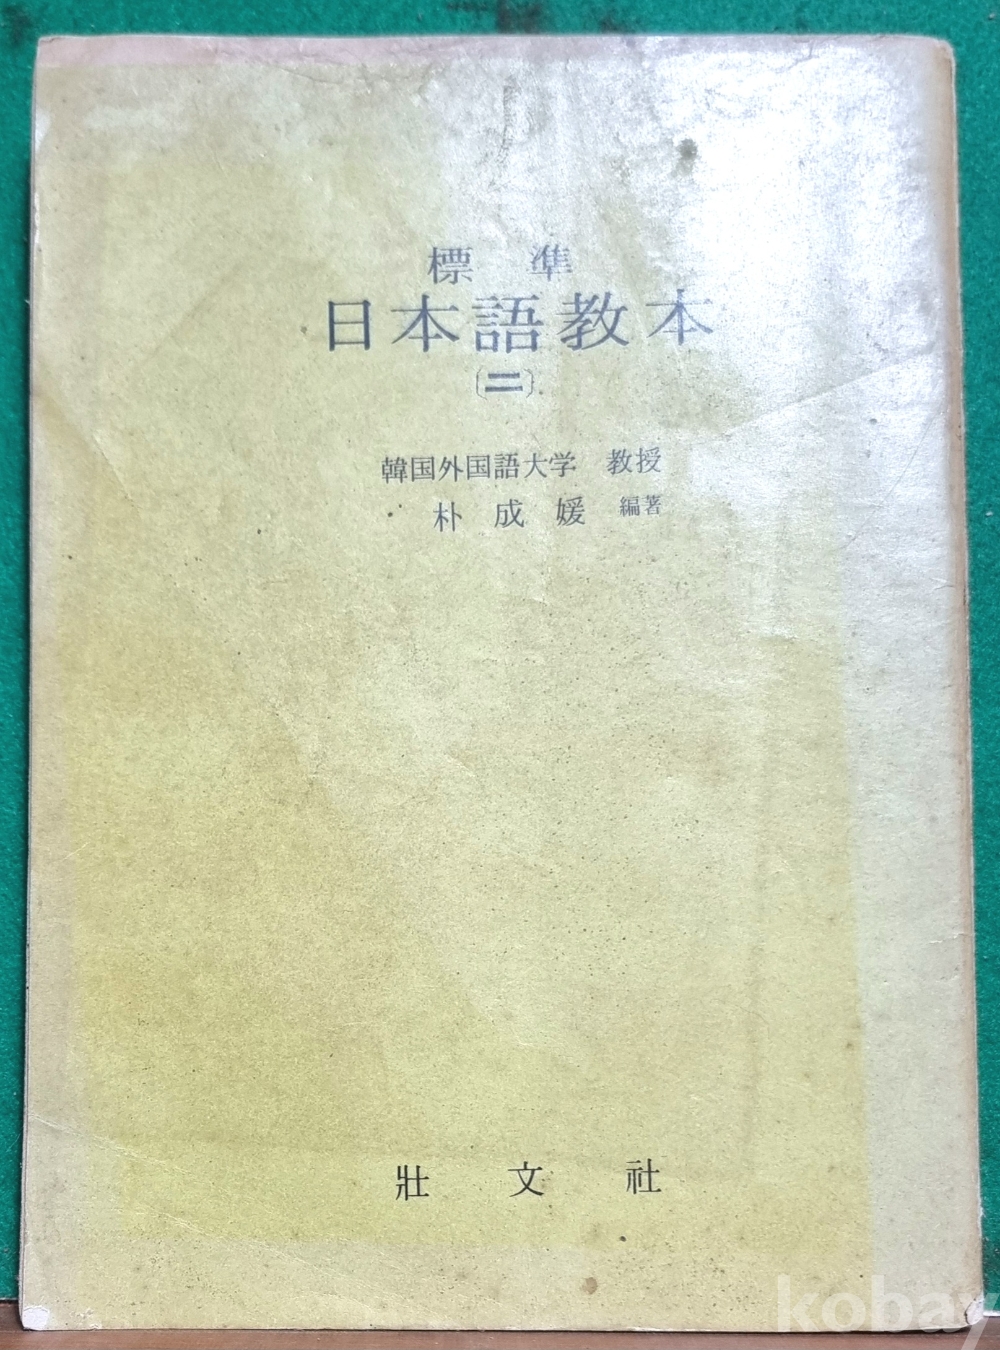 標準
日本語教本
(二)
韓国外国語大学 教授
朴成媛 編著
壯文社
kobay